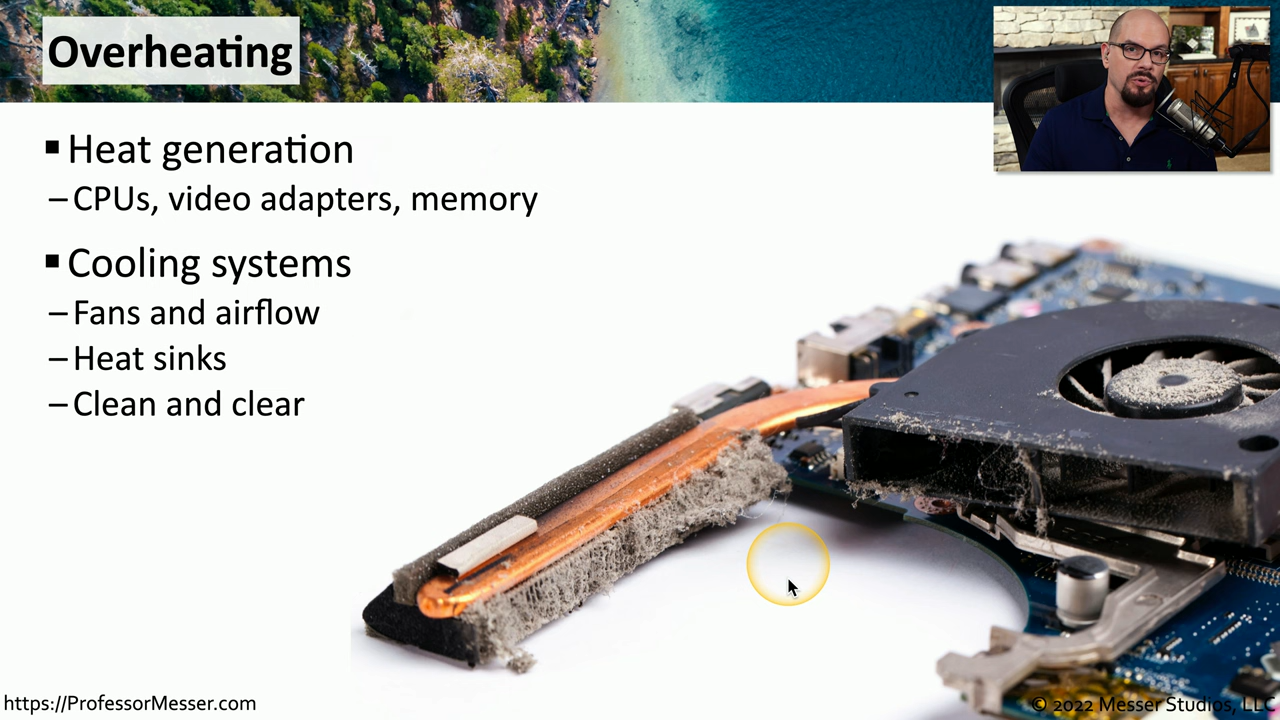 Overheating
▪ Heat generation
– CPUs, video adapters, memory
▪ Cooling systems
– Fans and airflow
– Heat sinks
– Clean and clear
https://ProfessorMesser.com
© 2022 Messer Studios, LLC